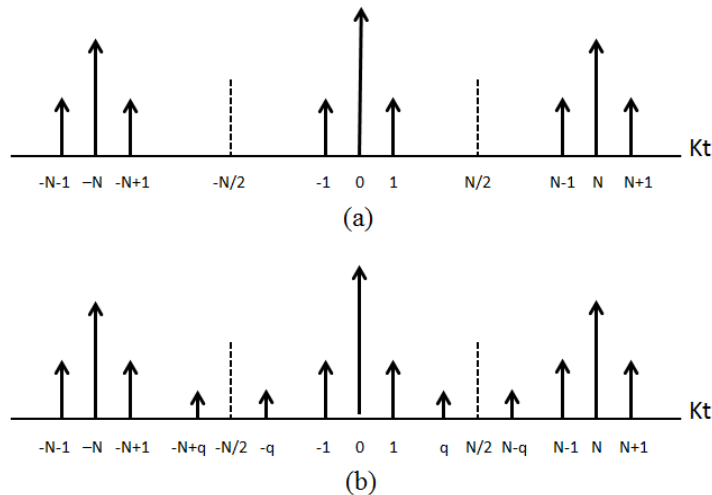 Kt
-N-1 –N -N+1 -N/2 -1 0 1 N/2 N-1 N N+1
(a)
Kt
-N-1 –N -N+1 -N+q -N/2 -q -1 0 1 q N/2 N-q N-1 N N+1
(b)